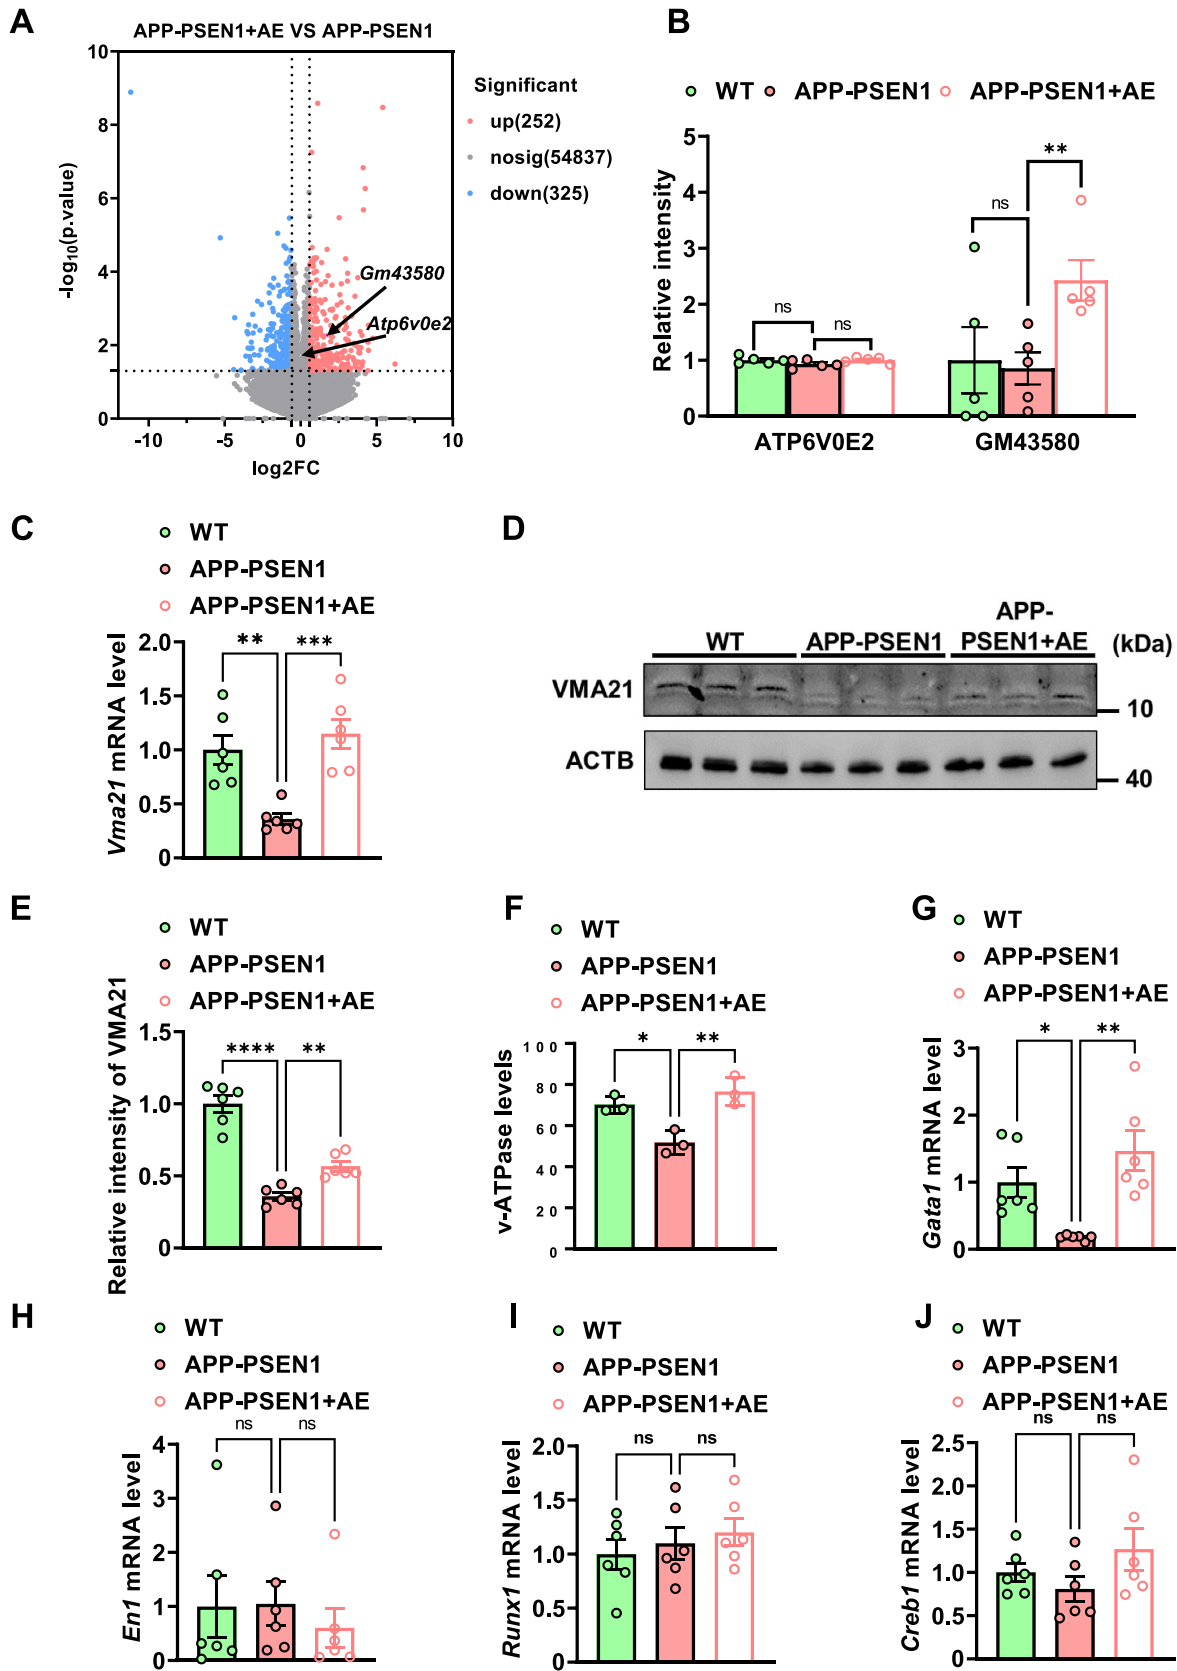 A
APP-PSEN1+AE VS APP-PSEN1
10
8
6
4
2
0
-log10(p.value)
-10
-5
0
5
10
log2FC
Gm43580
Atp6v0e2
Significant
up(252)
nosig(54837)
down(325)
B
WT
APP-PSEN1
APP-PSEN1+AE
Relative intensity
5
4
3
2
1
0
ns
ns
ns
**
ATP6V0E2
GM43580
C
WT
APP-PSEN1
APP-PSEN1+AE
Vma21 mRNA level
2.0
1.5
1.0
0.5
0
**
***
D
WT
APP-PSEN1
APP-
PSEN1+AE
(kDa)
VMA21
10
ACTB
40
E
WT
APP-PSEN1
APP-PSEN1+AE
Relative intensity of VMA21
1.5
1.0
0.5
0
****
**
F
WT
APP-PSEN1
APP-PSEN1+AE
v-ATPase levels
100
80
60
40
20
0
*
**
G
WT
APP-PSEN1
APP-PSEN1+AE
Gata1 mRNA level
3
2
1
0
*
**
H
WT
APP-PSEN1
APP-PSEN1+AE
En1 mRNA level
4
3
2
1
0
ns
ns
I
WT
APP-PSEN1
APP-PSEN1+AE
Runx1 mRNA level
2.0
1.5
1.0
0.5
0
ns
ns
J
WT
APP-PSEN1
APP-PSEN1+AE
Creb1 mRNA level
2.5
2.0
1.5
1.0
0.5
0
ns
ns